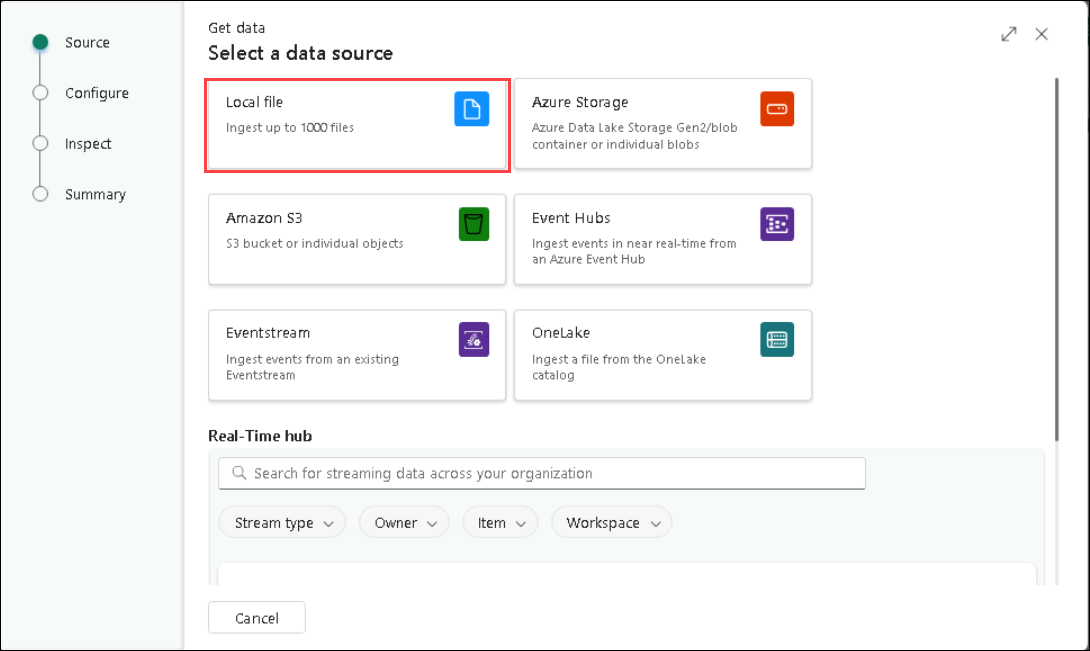 Source
Configure
Inspect
Summary
Get data
Select a data source
Local file
Ingest up to 1000 files
Azure Storage
Azure Data Lake Storage Gen2/blob
container or individual blobs
Amazon S3
S3 bucket or individual objects
Event Hubs
Ingest events in near real-time from
an Azure Event Hub
Eventstream
Ingest events from an existing
Eventstream
OneLake
Ingest a file from the OneLake
catalog
Real-Time hub
Search for streaming data across your organization
Stream type
Owner
Item
Workspace
Cancel